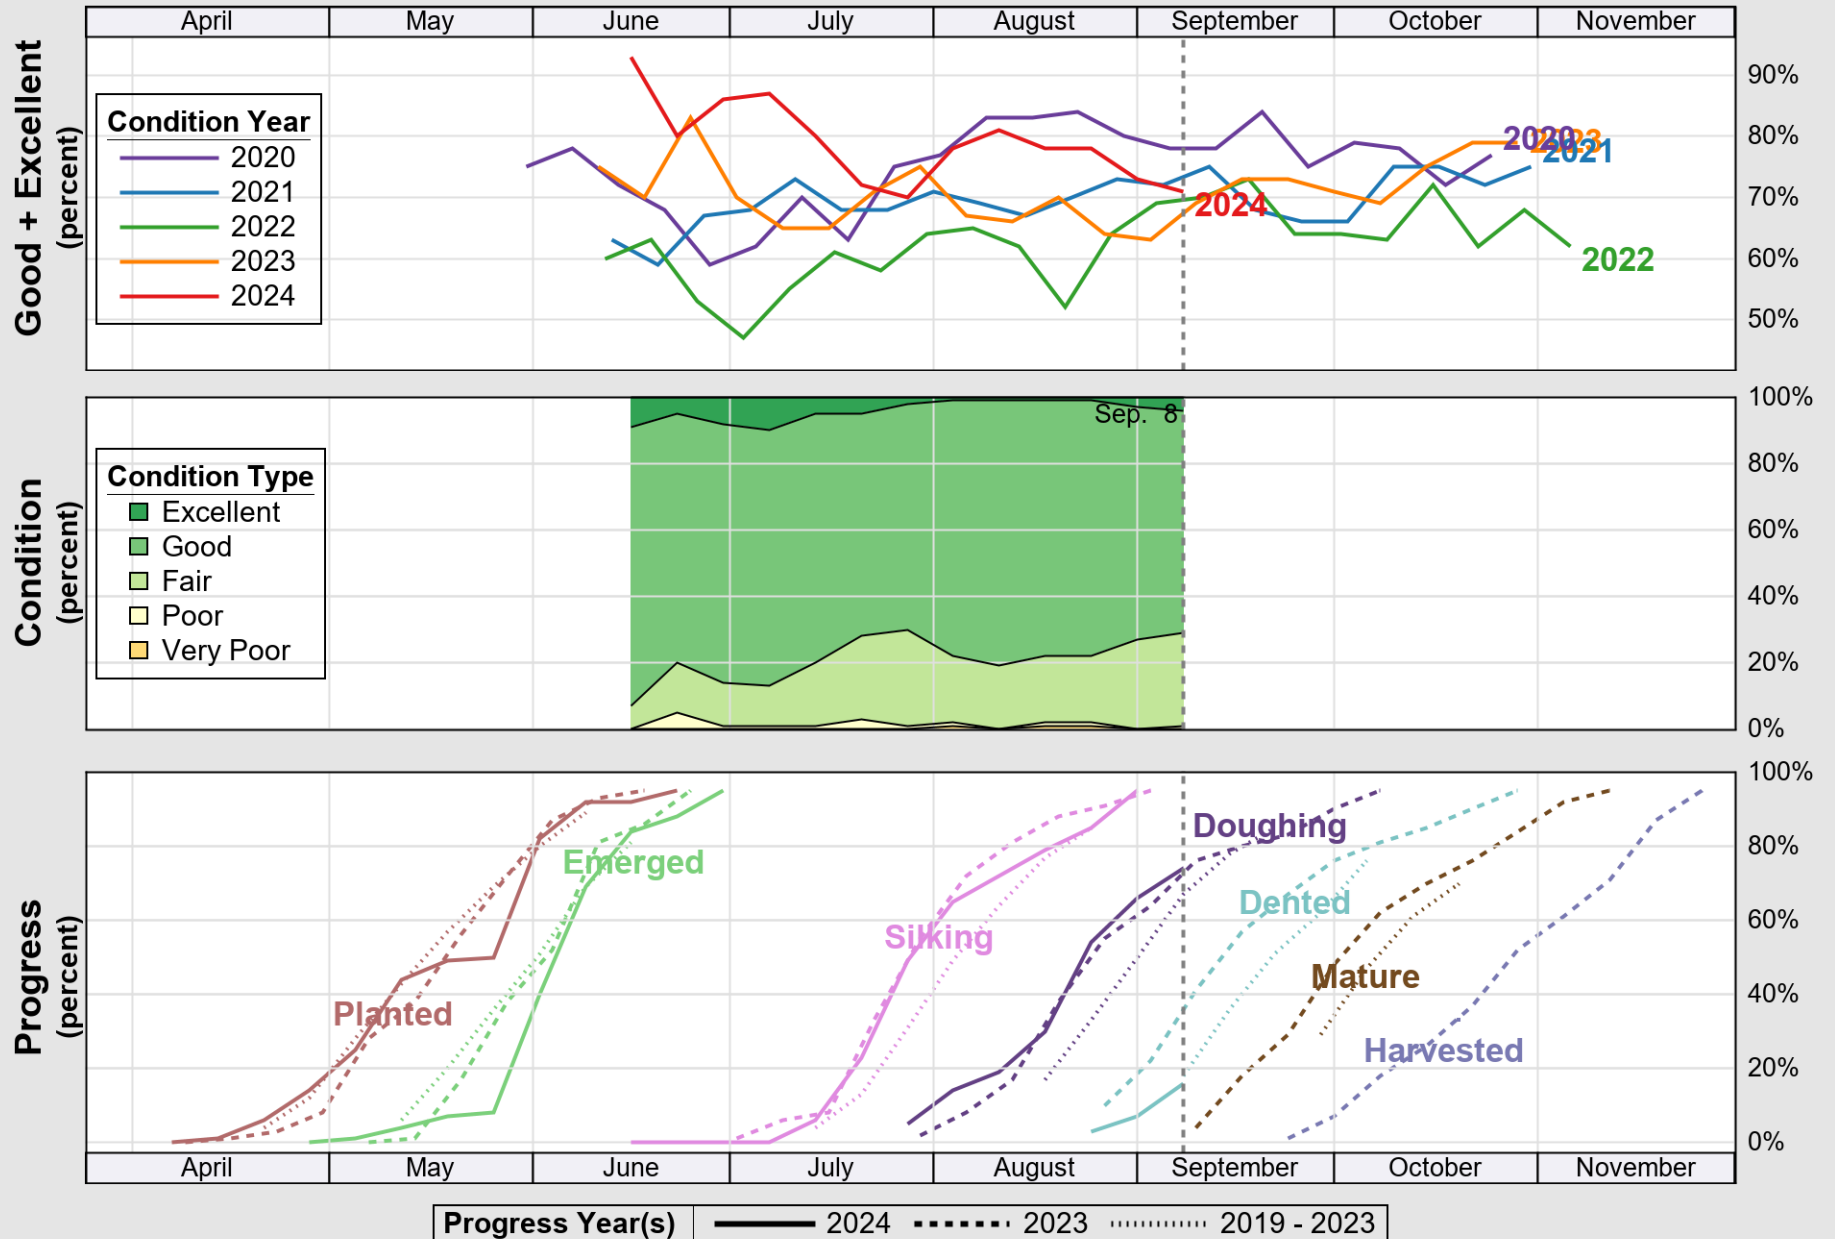 April May June July August September October November
Good + Excellent
(percent)
90%
80%
70%
60%
50%
Condition Year
2020
2021
2022
2023
2024
2020
2023
2021
2024
2022
Condition
(percent)
100%
80%
60%
40%
20%
0%
Sep. 8
Condition Type
Excellent
Good
Fair
Poor
Very Poor
Progress
(percent)
100%
80%
60%
40%
20%
0%
Planted
Emerged
Silking
Doughing
Dented
Mature
Harvested
April May June July August September October November
Progress Year(s) 2024 2023 2019 - 2023